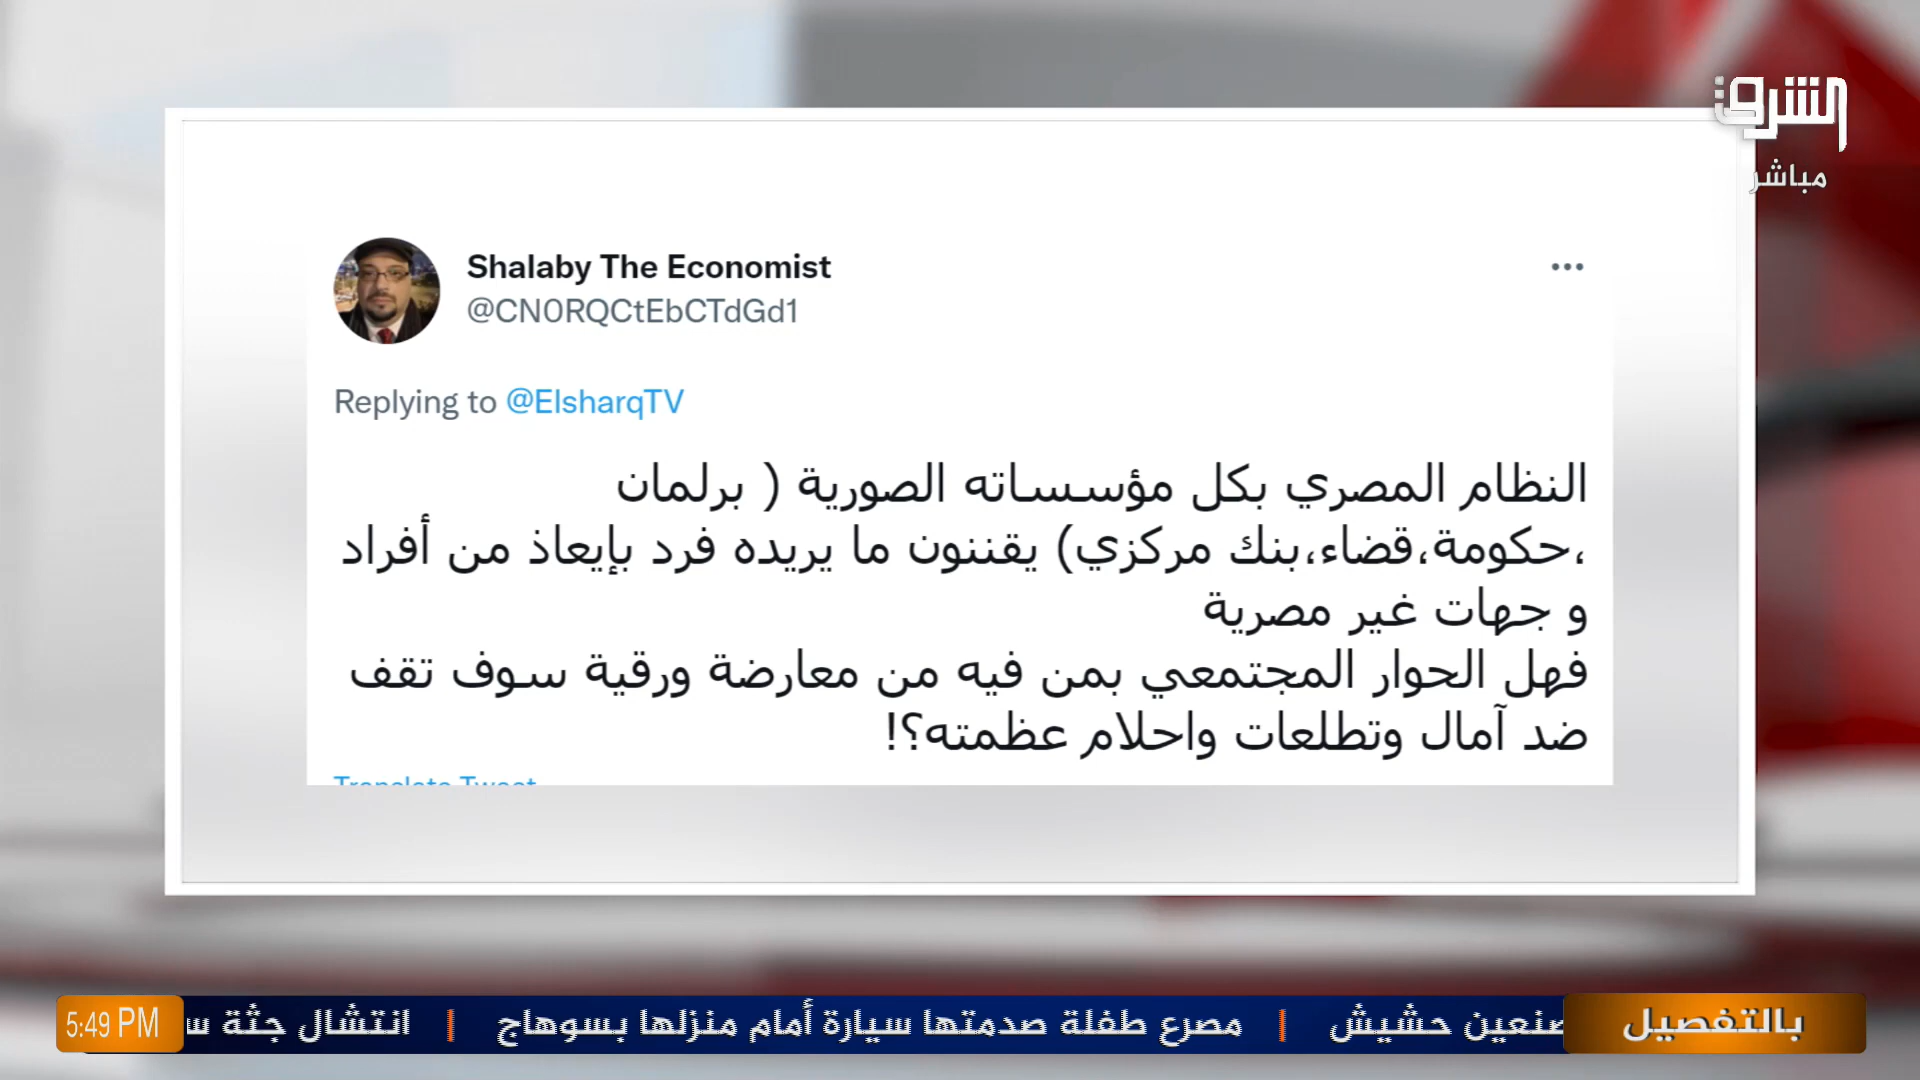 الشرق
مباشر
Shalaby The Economist
@CN0RQCtEbCTdGd1
Replying to @ElsharqTV
النظام المصري بكل مؤسساته الصورية ( برلمان
،حكومة،قضاء،بنك مركزي) يقننون ما يريده فرد بإيعاذ من أفراد
و جهات غير مصرية
فهل الحوار المجتمعي بمن فيه من معارضة ورقية سوف تقف
ضد آمال وتطلعات واحلام عظمته؟!
Translate Tweet
بالتفصيل
صنعين حشيش | مصرع طفلة صدمتها سيارة أمام منزلها بسوهاج | انتشال جثة س
5:49 PM